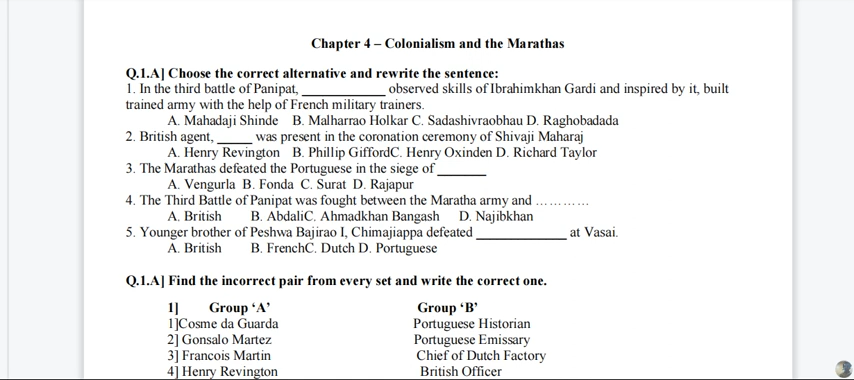 Chapter 4 – Colonialism and the Marathas
Q.1.A] Choose the correct alternative and rewrite the sentence:
1. In the third battle of Panipat, ____________ observed skills of Ibrahimkhan Gardi and inspired by it, built
trained army with the help of French military trainers.
A. Mahadaji Shinde B. Malharrao Holkar C. Sadashivraobhau D. Raghobadada
2. British agent, _____ was present in the coronation ceremony of Shivaji Maharaj
A. Henry Revington B. Phillip GiffordC. Henry Oxinden D. Richard Taylor
3. The Marathas defeated the Portuguese in the siege of _______
A. Vengurla B. Fonda C. Surat D. Rajapur
4. The Third Battle of Panipat was fought between the Maratha army and …………
A. British B. AbdaliC. Ahmadkhan Bangash D. Najibkhan
5. Younger brother of Peshwa Bajirao I, Chimajiappa defeated _____________ at Vasai.
A. British B. FrenchC. Dutch D. Portuguese
Q.1.A] Find the incorrect pair from every set and write the correct one.
1] Group ‘A’ Group ‘B’
1]Cosme da Guarda Portuguese Historian
2] Gonsalo Martez Portuguese Emissary
3] Francois Martin Chief of Dutch Factory
4] Henry Revington British Officer